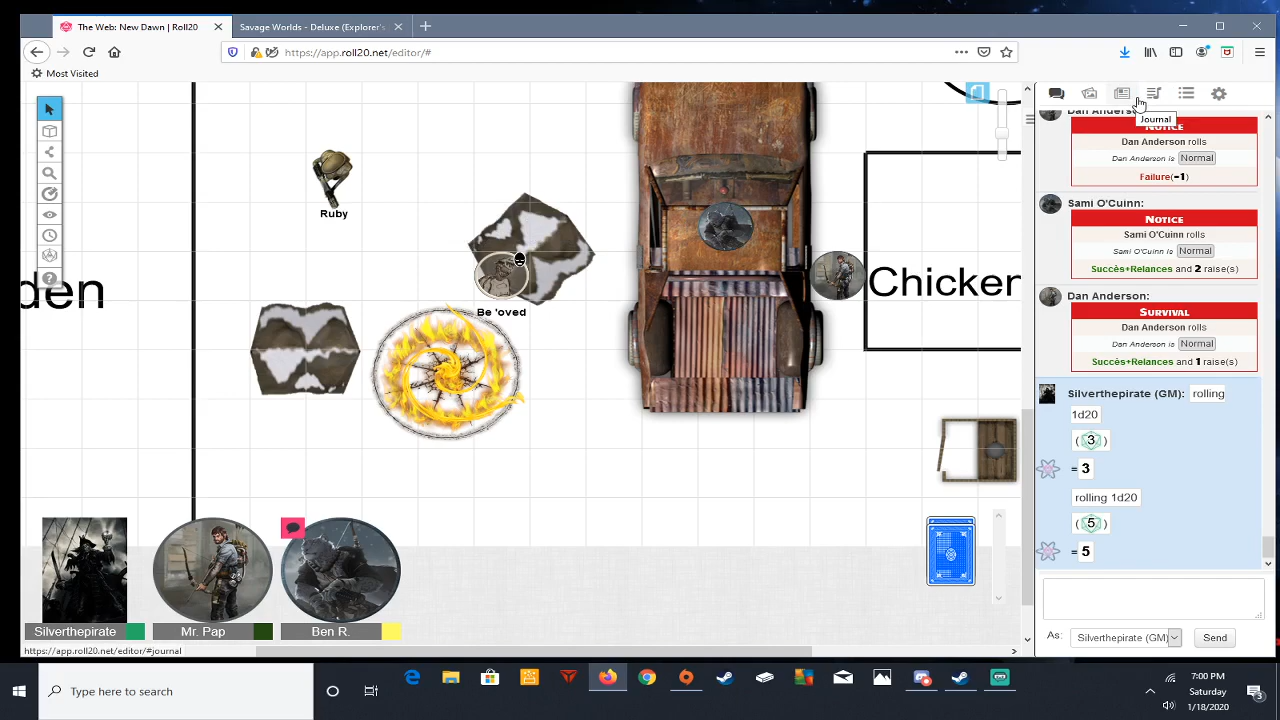 The Web: New Dawn | Roll20
Savage Worlds - Deluxe (Explorer's
https://app.roll20.net/editor/#
Most Visited
Journal
Dan Anderson:
NOTICE
Dan Anderson rolls
Dan Anderson is Normal
Failure(-1)
Ruby
Sami O'Cuinn:
NOTICE
Sami O'Cuinn rolls
Sami O'Cuinn is Normal
Succès+Relances and 2 raise(s)
den
Chicken
Be 'oved
Dan Anderson:
SURVIVAL
Dan Anderson rolls
Dan Anderson is Normal
Succès+Relances and 1 raise(s)
Silverthepirate (GM): rolling
1d20
(3)
= 3
rolling 1d20
(5)
= 5
Silverthepirate
Mr. Pap
Ben R.
As:
Silverthepirate (GM)
Send
https://app.roll20.net/editor/#journal
Type here to search
7:00 PM
Saturday
1/18/2020
3